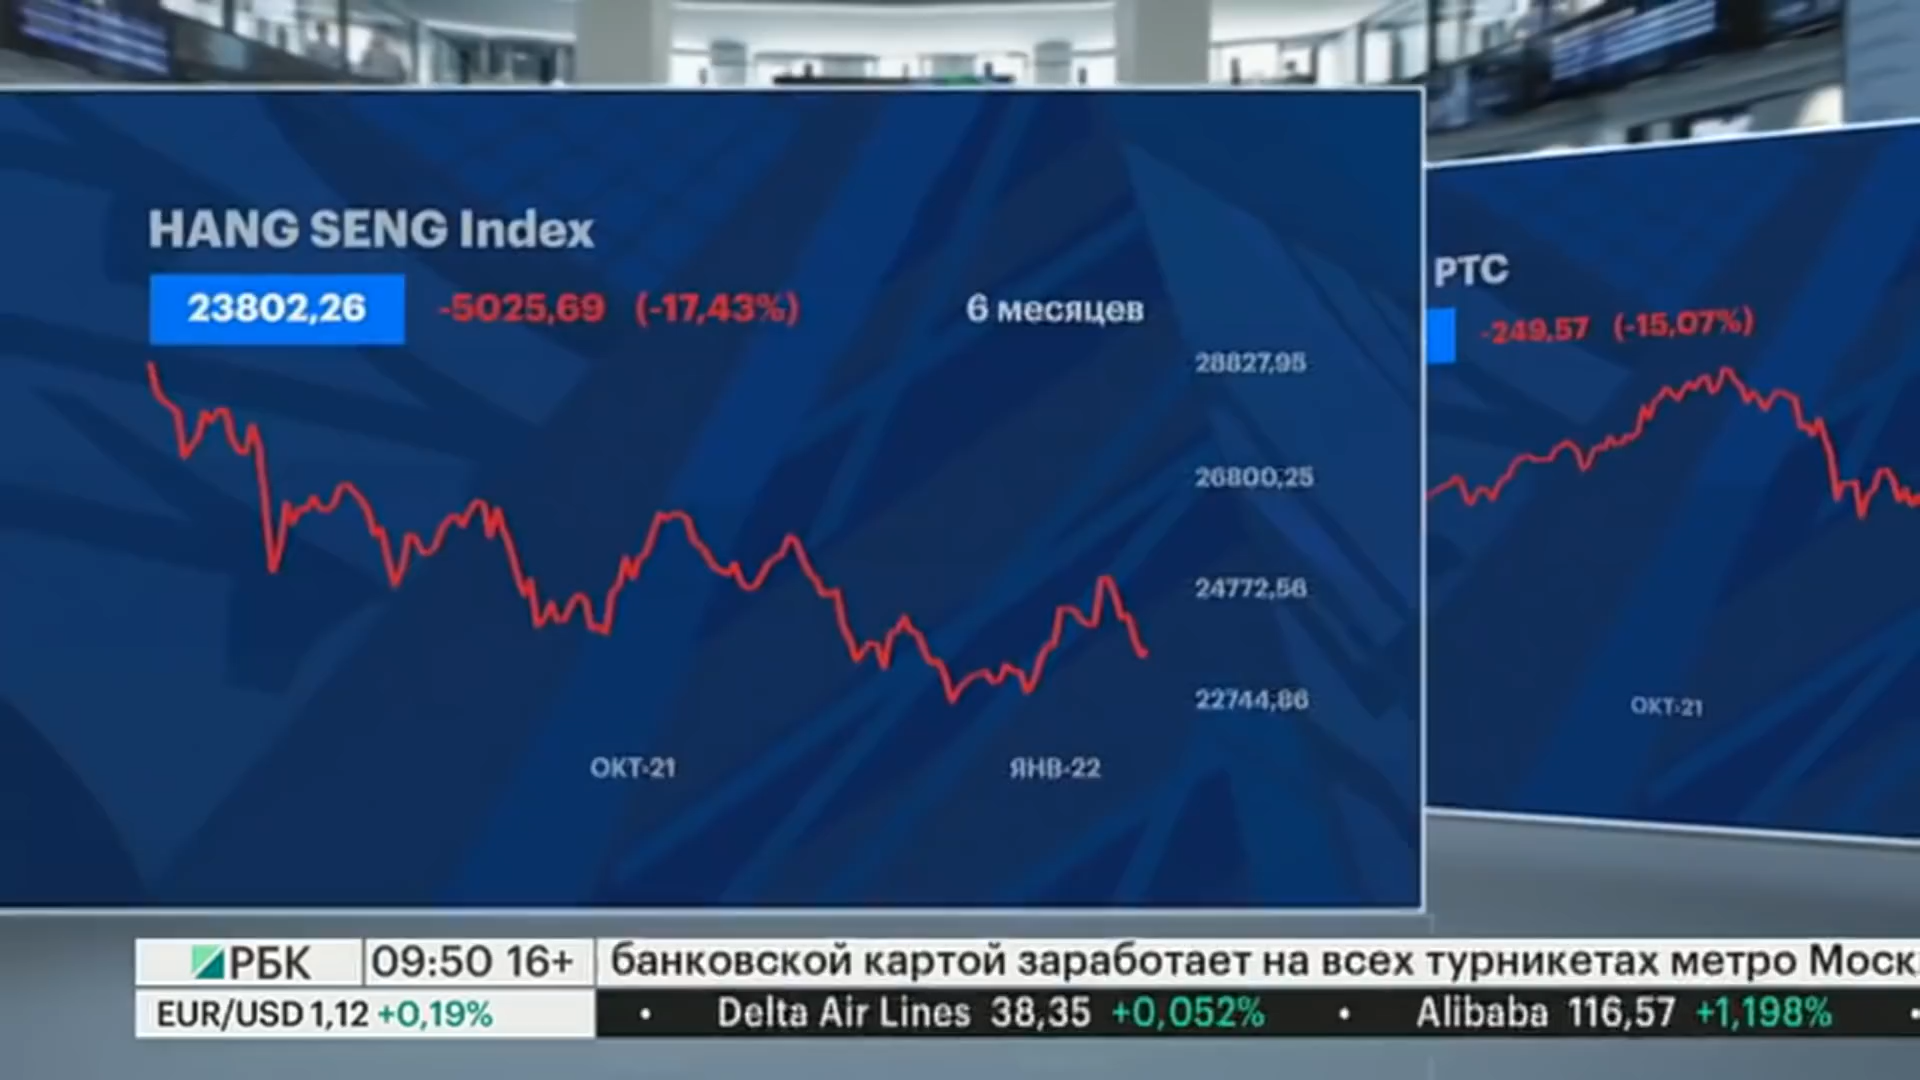 HANG SENG Index
23802,26 -5025,69 (-17,43%) 6 месяцев
28827,95
26800,25
24772,56
22744,86
ОКТ-21 ЯНВ-22
РТС
-249,57 (-15,07%)
ОКТ-21
РБК 09:50 16+ банковской картой заработает на всех турникетах метро Моск
EUR/USD 1,12 +0,19% • Delta Air Lines 38,35 +0,052% • Alibaba 116,57 +1,198% •